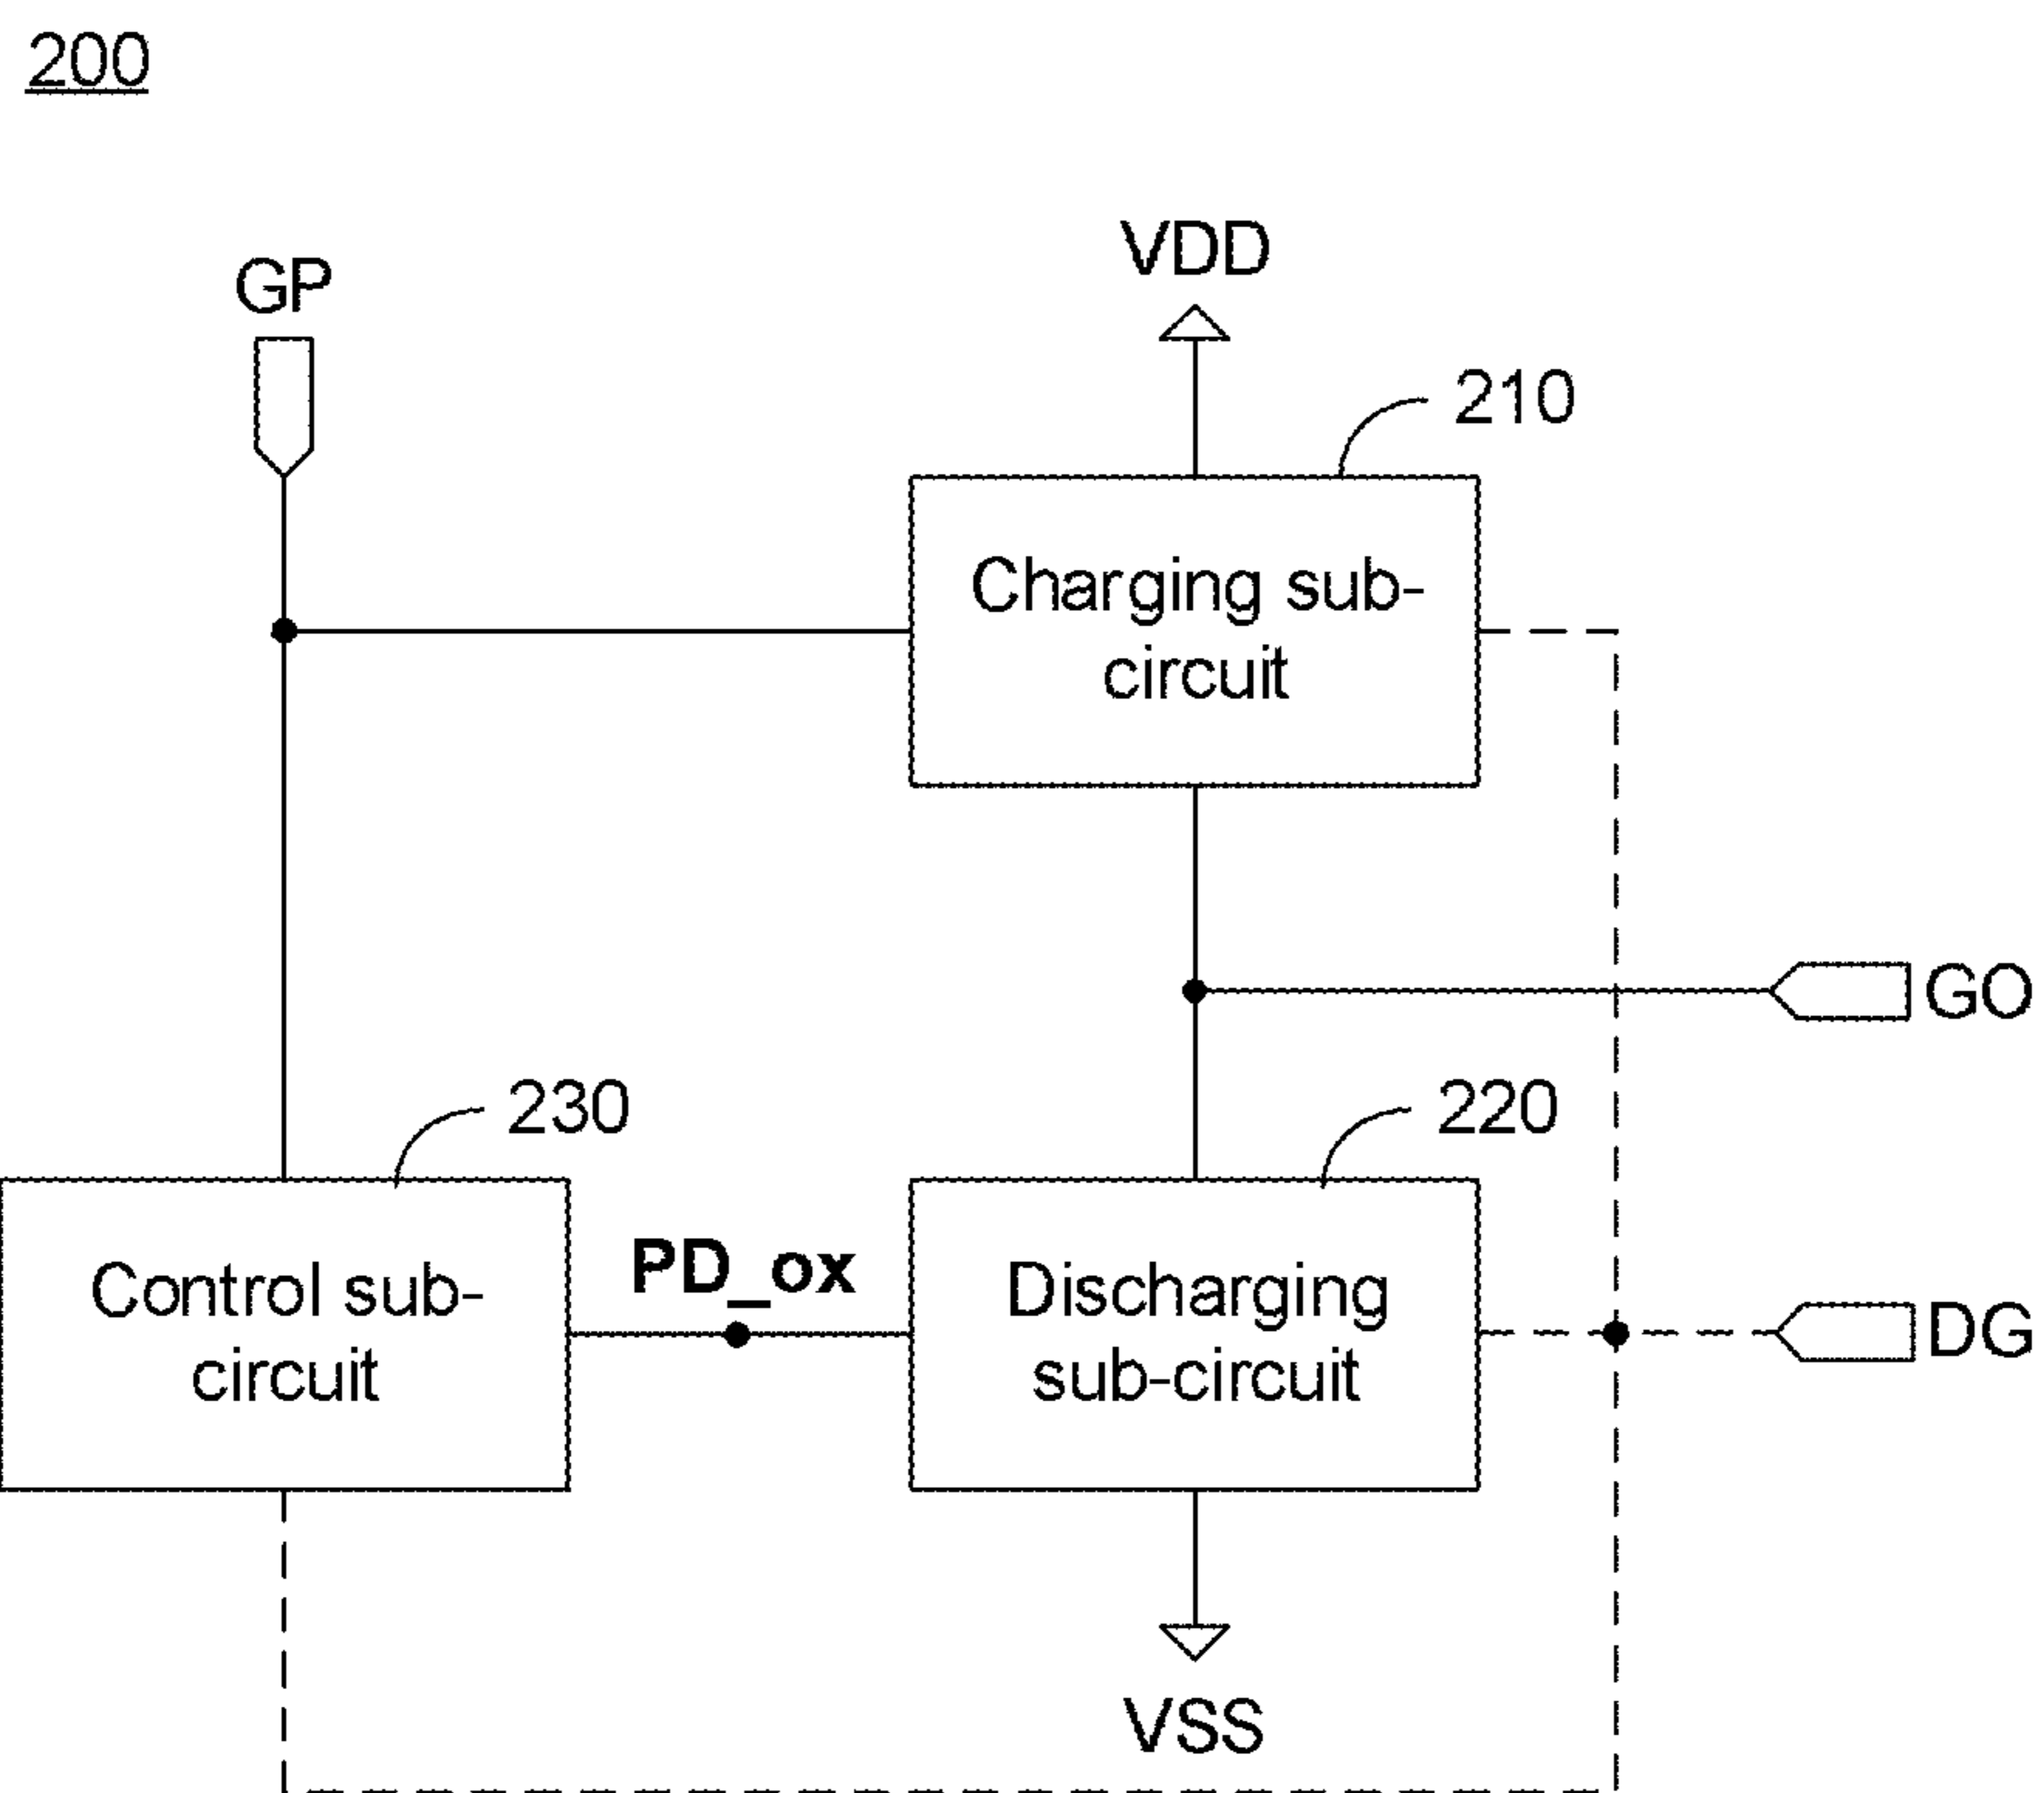 200
VDD
GP
210
Charging sub-
circuit
GO
230
220
PD_ox
Control sub-
circuit
Discharging
sub-circuit
DG
VSS